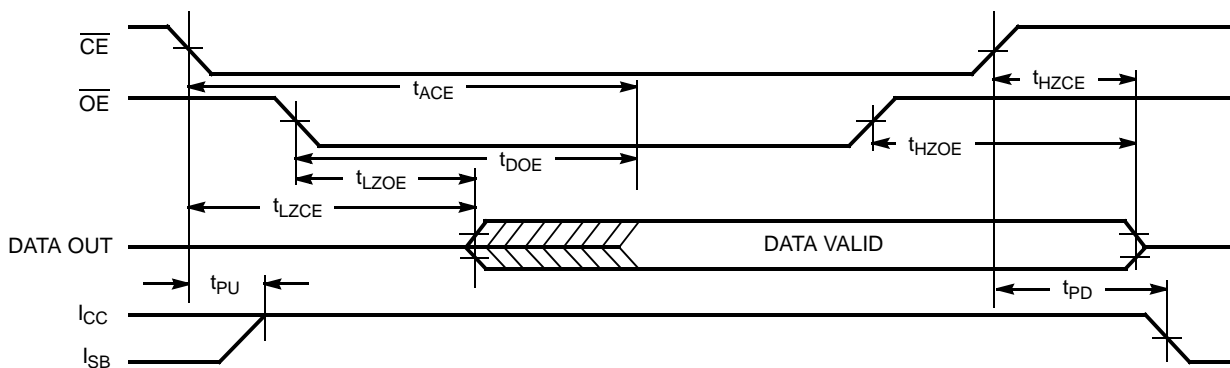 CE
tACE
tHZCE
OE
tDOE
tHZOE
tLZOE
tLZCE
DATA OUT
DATA VALID
tPU
tPD
ICC
ISB